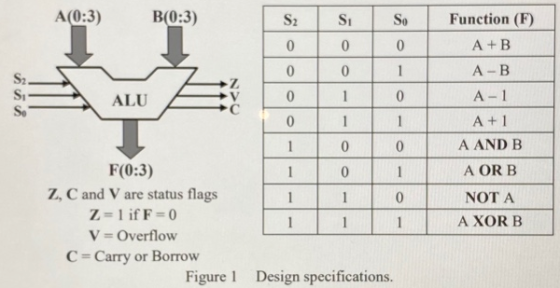 A(0:3) B(0:3)
S₂
S₁
S₀
ALU
Z
V
C
F(0:3)
Z, C and V are status flags
Z = 1 if F = 0
V = Overflow
C = Carry or Borrow
S₂ S₁ S₀ Function (F)
0 0 0 A + B
0 0 1 A – B
0 1 0 A – 1
0 1 1 A + 1
1 0 0 A AND B
1 0 1 A OR B
1 1 0 NOT A
1 1 1 A XOR B
Figure 1 Design specifications.